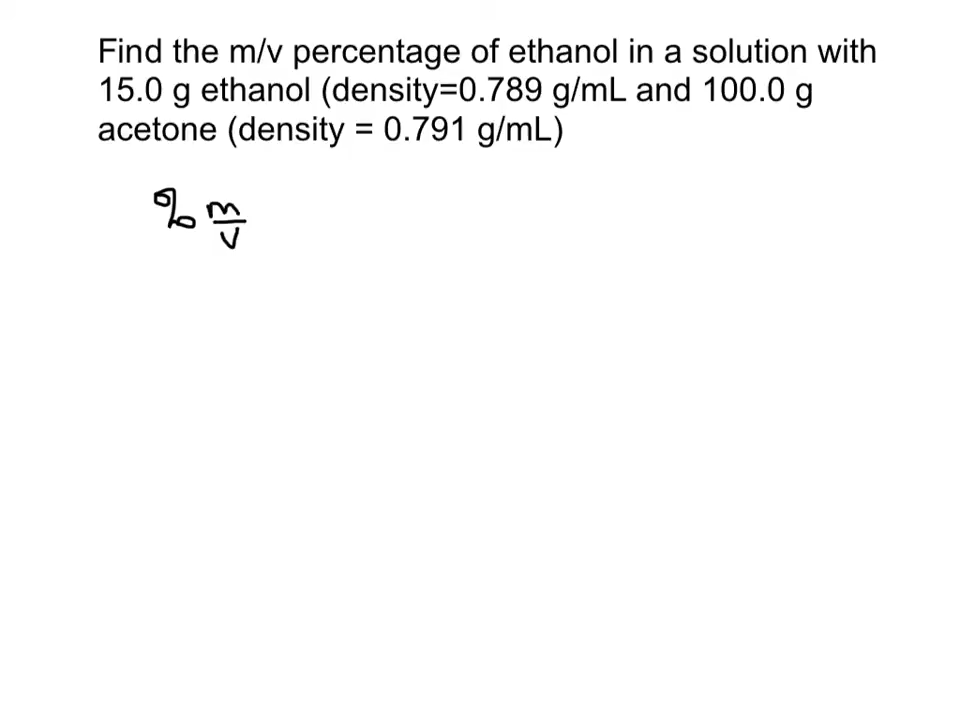 Find the m/v percentage of ethanol in a solution with
15.0 g ethanol (density=0.789 g/mL and 100.0 g
acetone (density = 0.791 g/mL)
% m/v